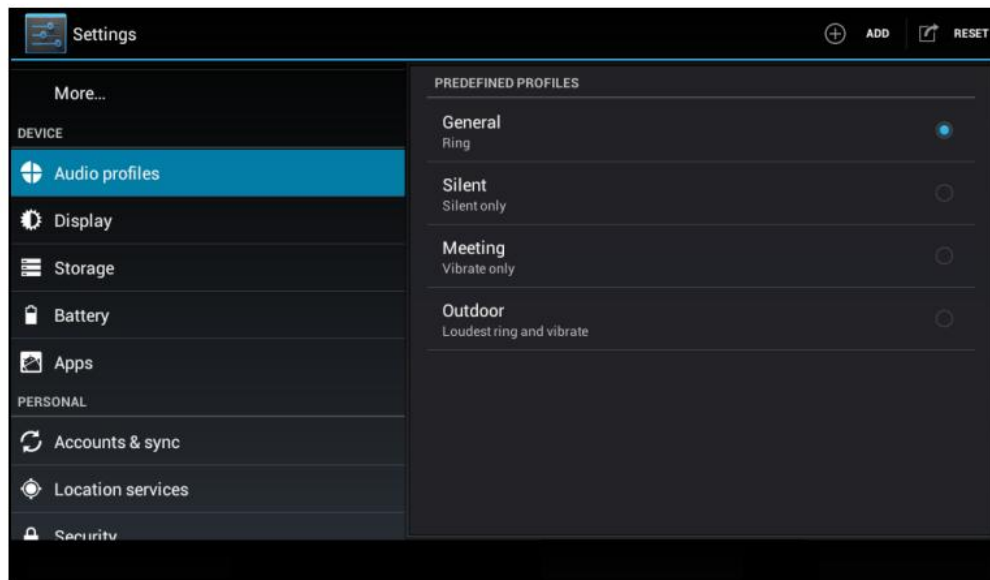 Settings
ADD
RESET
More...
DEVICE
Audio profiles
Display
Storage
Battery
Apps
PERSONAL
Accounts & sync
Location services
Security
PREDEFINED PROFILES
General
Ring
Silent
Silent only
Meeting
Vibrate only
Outdoor
Loudest ring and vibrate